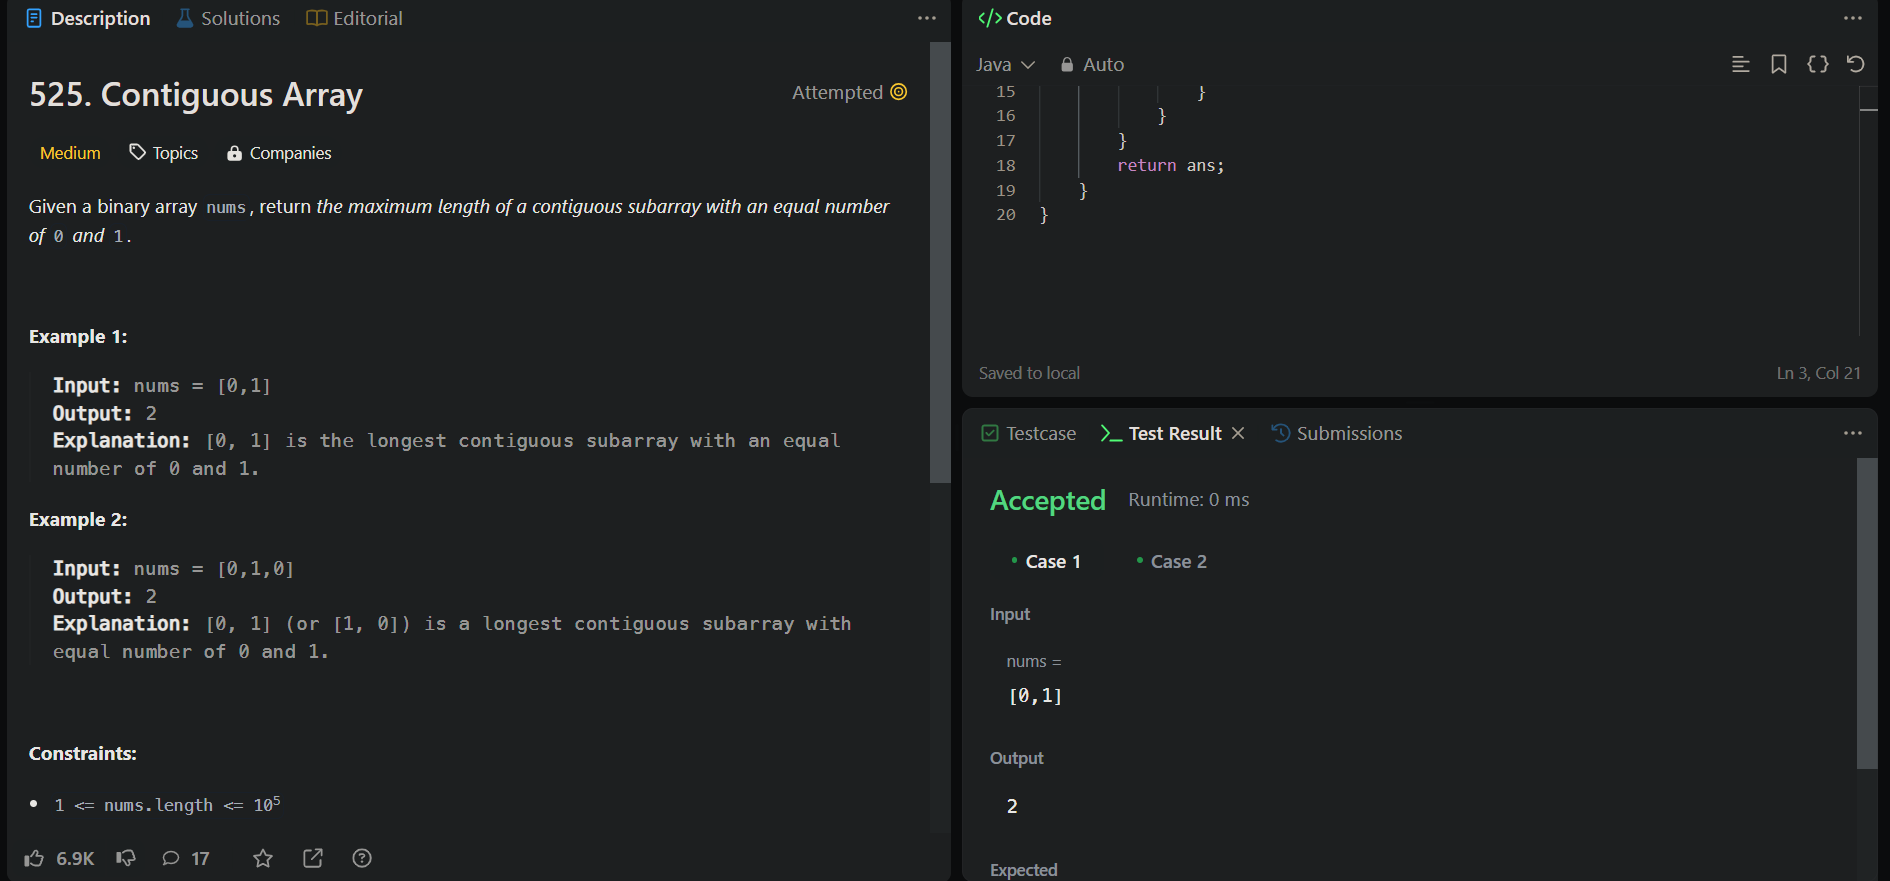 Description
Solutions
Editorial
525. Contiguous Array
Attempted
Medium
Topics
Companies
Given a binary array nums, return the maximum length of a contiguous subarray with an equal number
of 0 and 1.
Example 1:
Input: nums = [0,1]
Output: 2
Explanation: [0, 1] is the longest contiguous subarray with an equal
number of 0 and 1.
Example 2:
Input: nums = [0,1,0]
Output: 2
Explanation: [0, 1] (or [1, 0]) is a longest contiguous subarray with
equal number of 0 and 1.
Constraints:
• 1 <= nums.length <= 10⁵
6.9K
17
</> Code
Java
Auto
15 }
16 }
17 }
18 return ans;
19 }
20 }
Saved to local
Ln 3, Col 21
Testcase
Test Result
Submissions
Accepted
Runtime: 0 ms
• Case 1
• Case 2
Input
nums =
[0,1]
Output
2
Expected